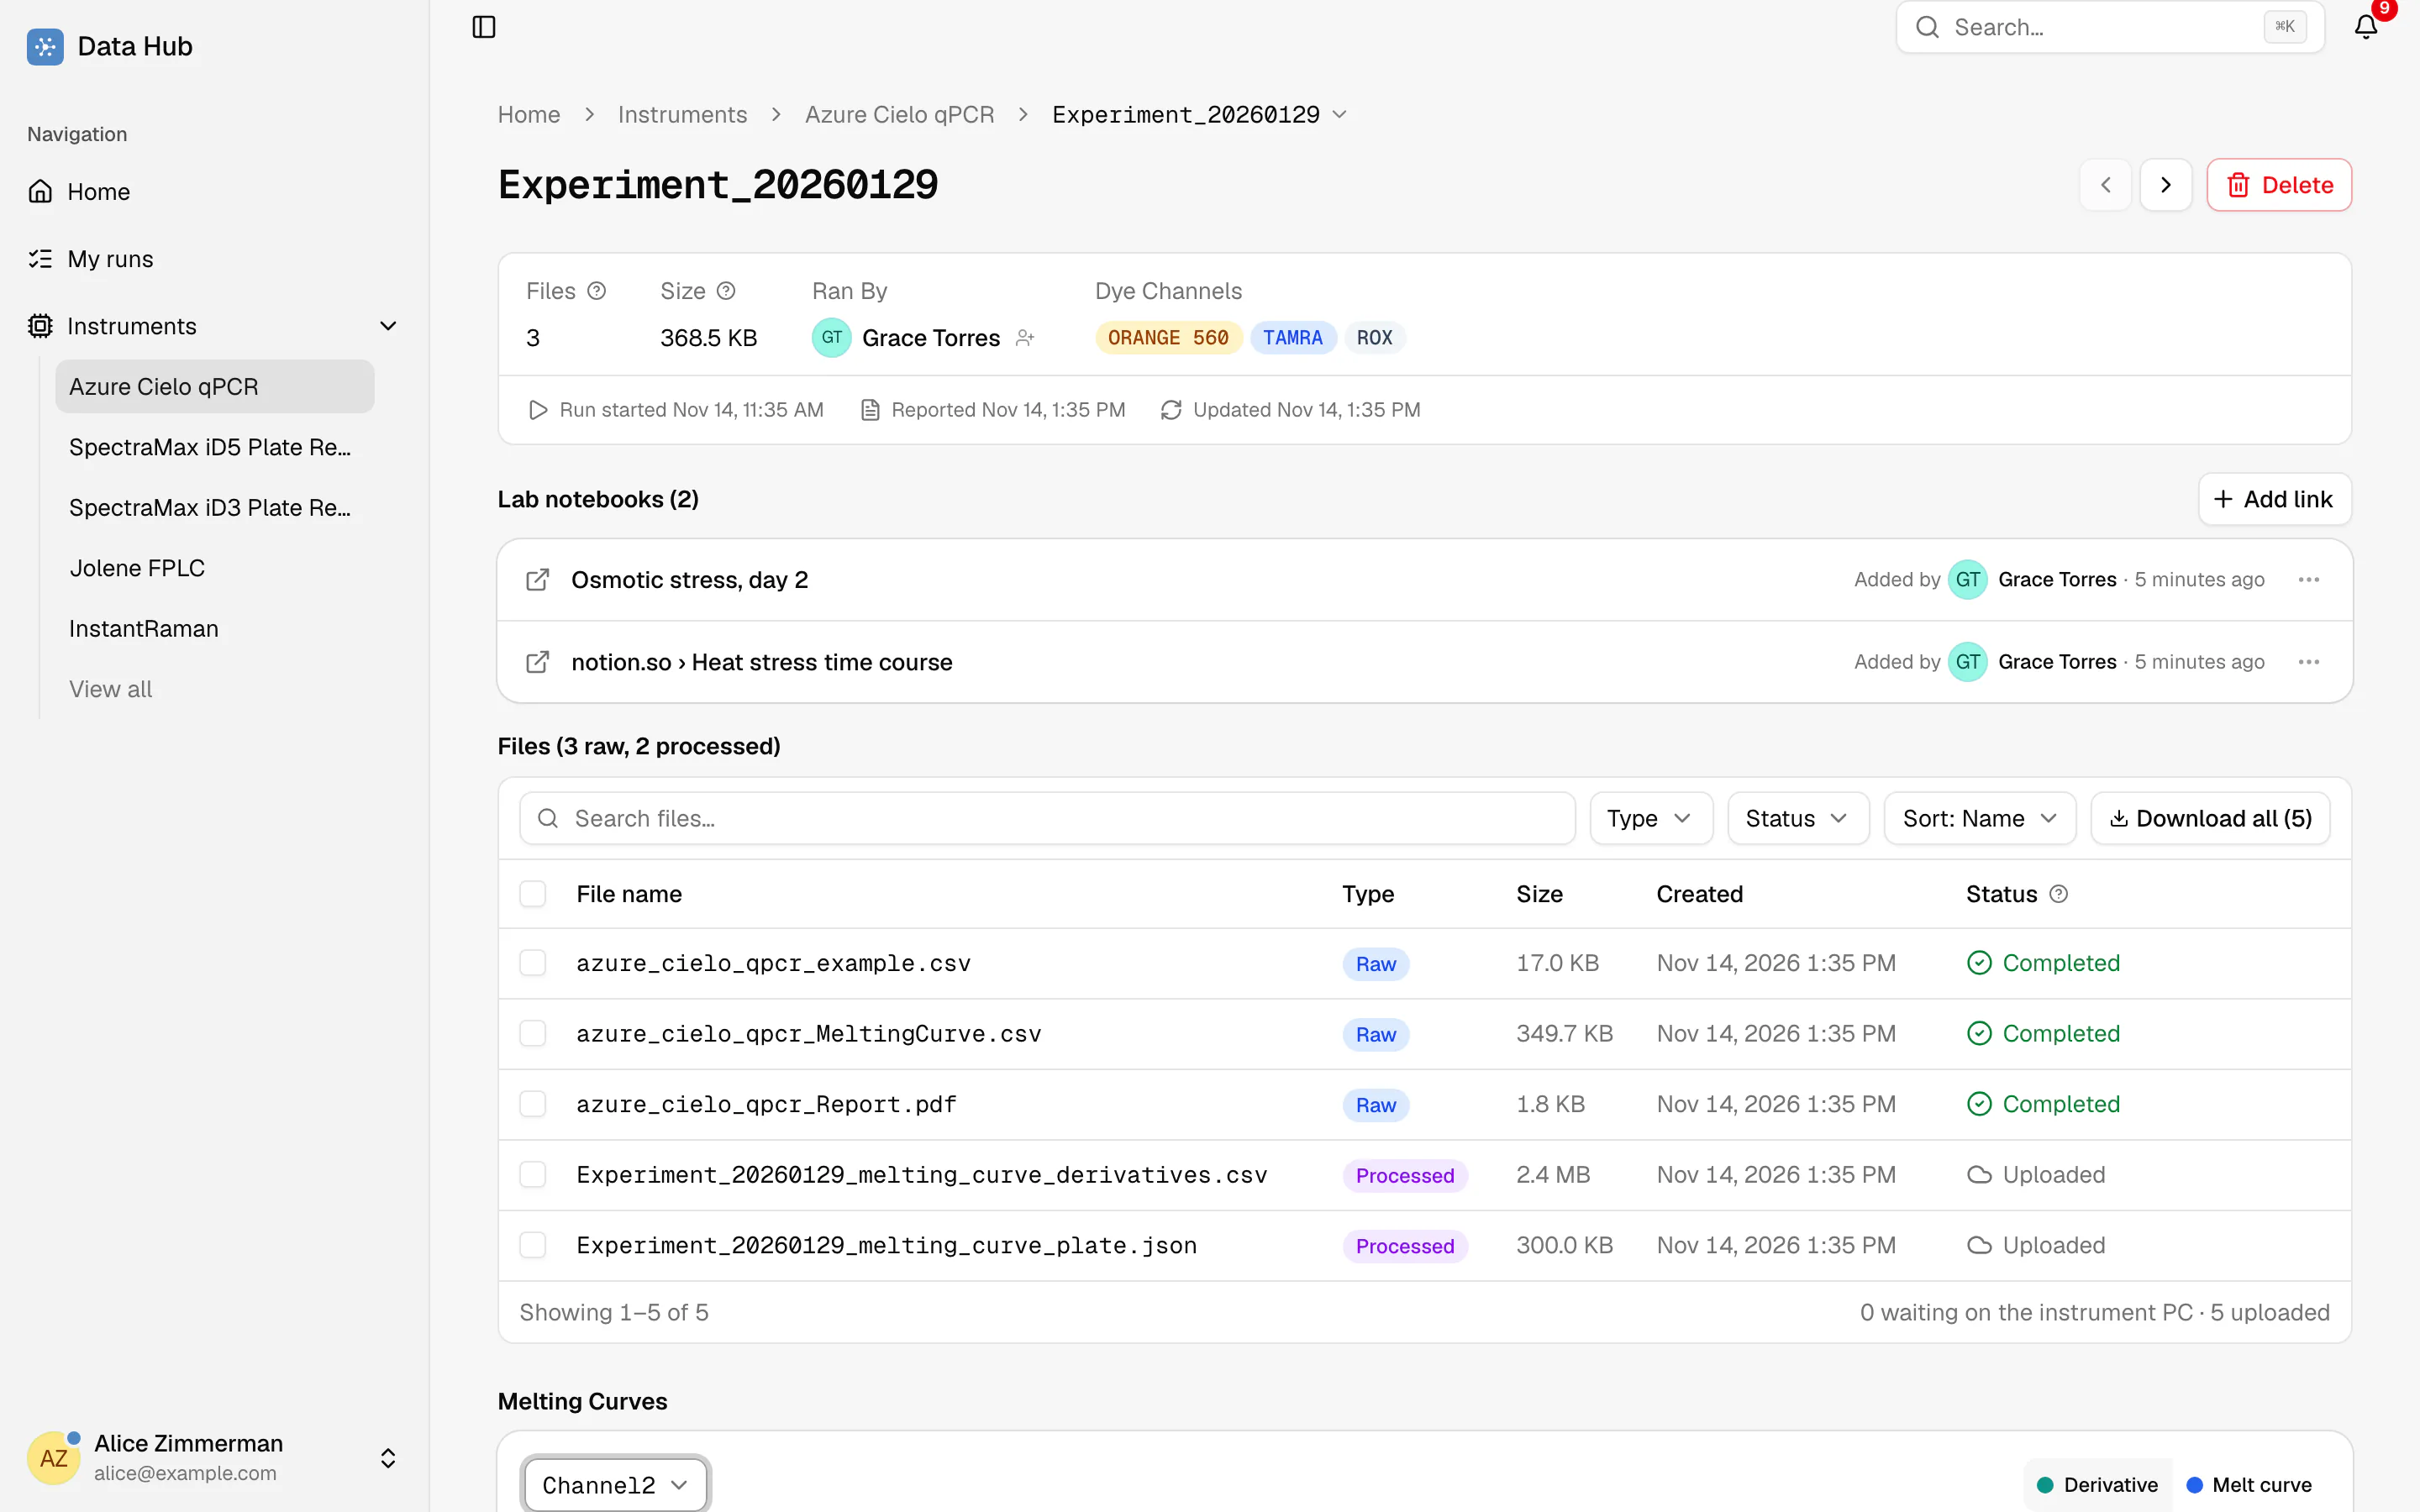 Data Hub
Search...
⌘K
9
Navigation
Home
My runs
Instruments
Azure Cielo qPCR
SpectraMax iD5 Plate Re...
SpectraMax iD3 Plate Re...
Jolene FPLC
InstantRaman
View all
AZ
Alice Zimmerman
alice@example.com
Home
Instruments
Azure Cielo qPCR
Experiment_20260129
Experiment_20260129
Delete
Files
Size
Ran By
Dye Channels
3
368.5 KB
GT Grace Torres
ORANGE 560 TAMRA ROX
Run started Nov 14, 11:35 AM
Reported Nov 14, 1:35 PM
Updated Nov 14, 1:35 PM
Lab notebooks (2)
Add link
Osmotic stress, day 2
Added by GT Grace Torres · 5 minutes ago
notion.so › Heat stress time course
Added by GT Grace Torres · 5 minutes ago
Files (3 raw, 2 processed)
Search files...
Type
Status
Sort: Name
Download all (5)
File name Type Size Created Status
azure_cielo_qpcr_example.csv Raw 17.0 KB Nov 14, 2026 1:35 PM Completed
azure_cielo_qpcr_MeltingCurve.csv Raw 349.7 KB Nov 14, 2026 1:35 PM Completed
azure_cielo_qpcr_Report.pdf Raw 1.8 KB Nov 14, 2026 1:35 PM Completed
Experiment_20260129_melting_curve_derivatives.csv Processed 2.4 MB Nov 14, 2026 1:35 PM Uploaded
Experiment_20260129_melting_curve_plate.json Processed 300.0 KB Nov 14, 2026 1:35 PM Uploaded
Showing 1–5 of 5
0 waiting on the instrument PC · 5 uploaded
Melting Curves
Channel2
Derivative
Melt curve